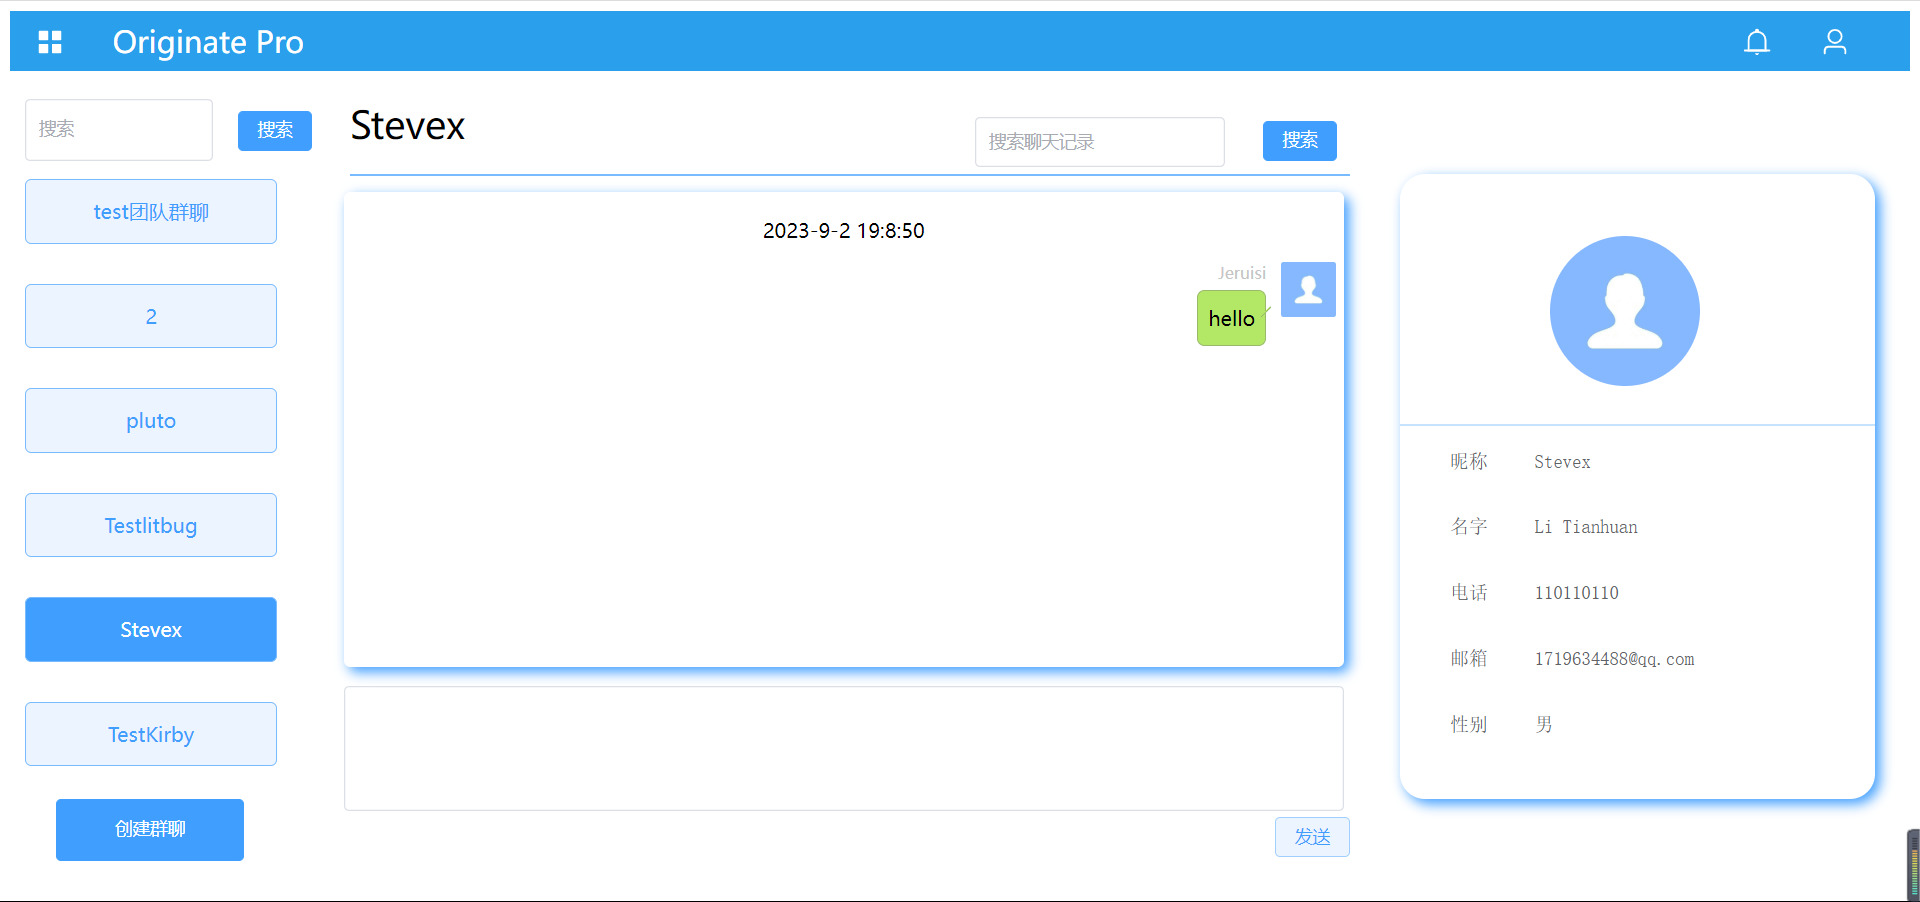 Originate Pro
搜索
搜索
test团队群聊
2
pluto
Testlitbug
Stevex
TestKirby
创建群聊
Stevex
搜索聊天记录
搜索
2023-9-2 19:8:50
Jeruisi
hello
发送
昵称 Stevex
名字 Li Tianhuan
电话 110110110
邮箱 1719634488@qq.com
性别 男